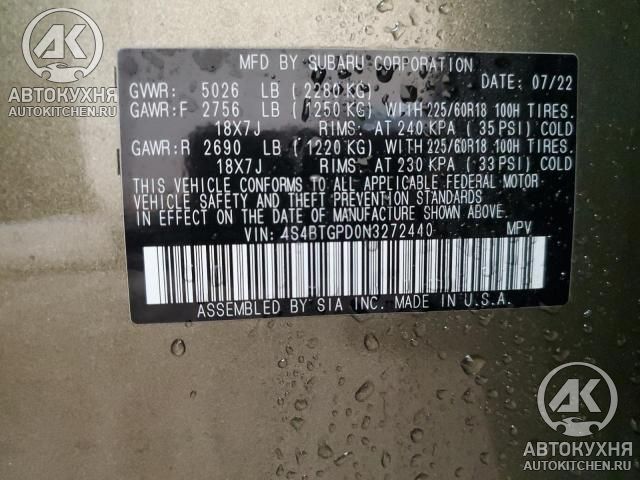 MFD BY SUBARU CORPORATION
GVWR: 5026 LB (2280 KG) DATE: 07/22
GAWR:F 2756 LB (1250 KG) WITH 225/60R18 100H TIRES.
18X7J RIMS. AT 240 KPA (35 PSI) COLD
GAWR:R 2690 LB (1220 KG) WITH 225/60R18 100H TIRES.
18X7J RIMS. AT 230 KPA (33 PSI) COLD
THIS VEHICLE CONFORMS TO ALL APPLICABLE FEDERAL MOTOR
VEHICLE SAFETY AND THEFT PREVENTION STANDARDS
IN EFFECT ON THE DATE OF MANUFACTURE SHOWN ABOVE.
VIN: 4S4BTGPD0N3272440 MPV
ASSEMBLED BY SIA INC. MADE IN U.S.A.
АК
АВТОКУХНЯ
AUTOKITCHEN.RU
АК
АВТОКУХНЯ
AUTOKITCHEN.RU